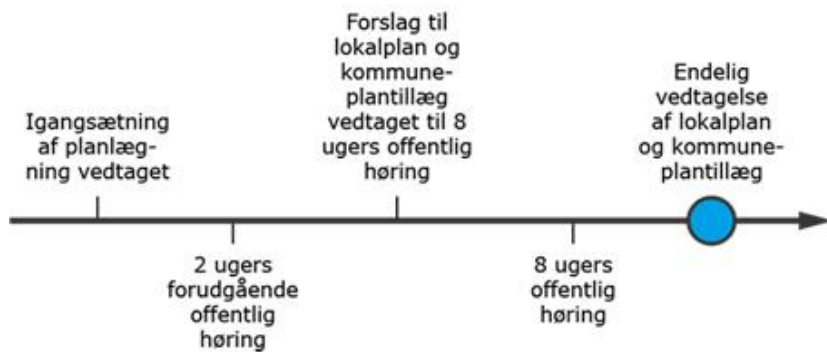 Igangsætning
af planlæg-
ning vedtaget
2 ugers
forudgående
offentlig
høring
Forslag til
lokalplan og
kommune-
plantillæg
vedtaget til 8
ugers offentlig
høring
8 ugers
offentlig
høring
Endelig
vedtagelse
af lokalplan
og kommune-
plantillæg